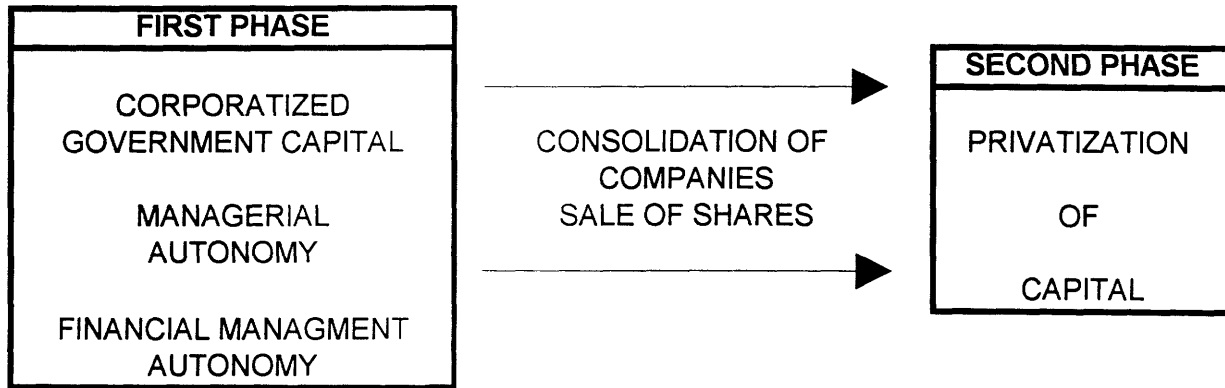 FIRST PHASE
CORPORATIZED
GOVERNMENT CAPITAL
MANAGERIAL
AUTONOMY
FINANCIAL MANAGMENT
AUTONOMY
CONSOLIDATION OF
COMPANIES
SALE OF SHARES
SECOND PHASE
PRIVATIZATION
OF
CAPITAL